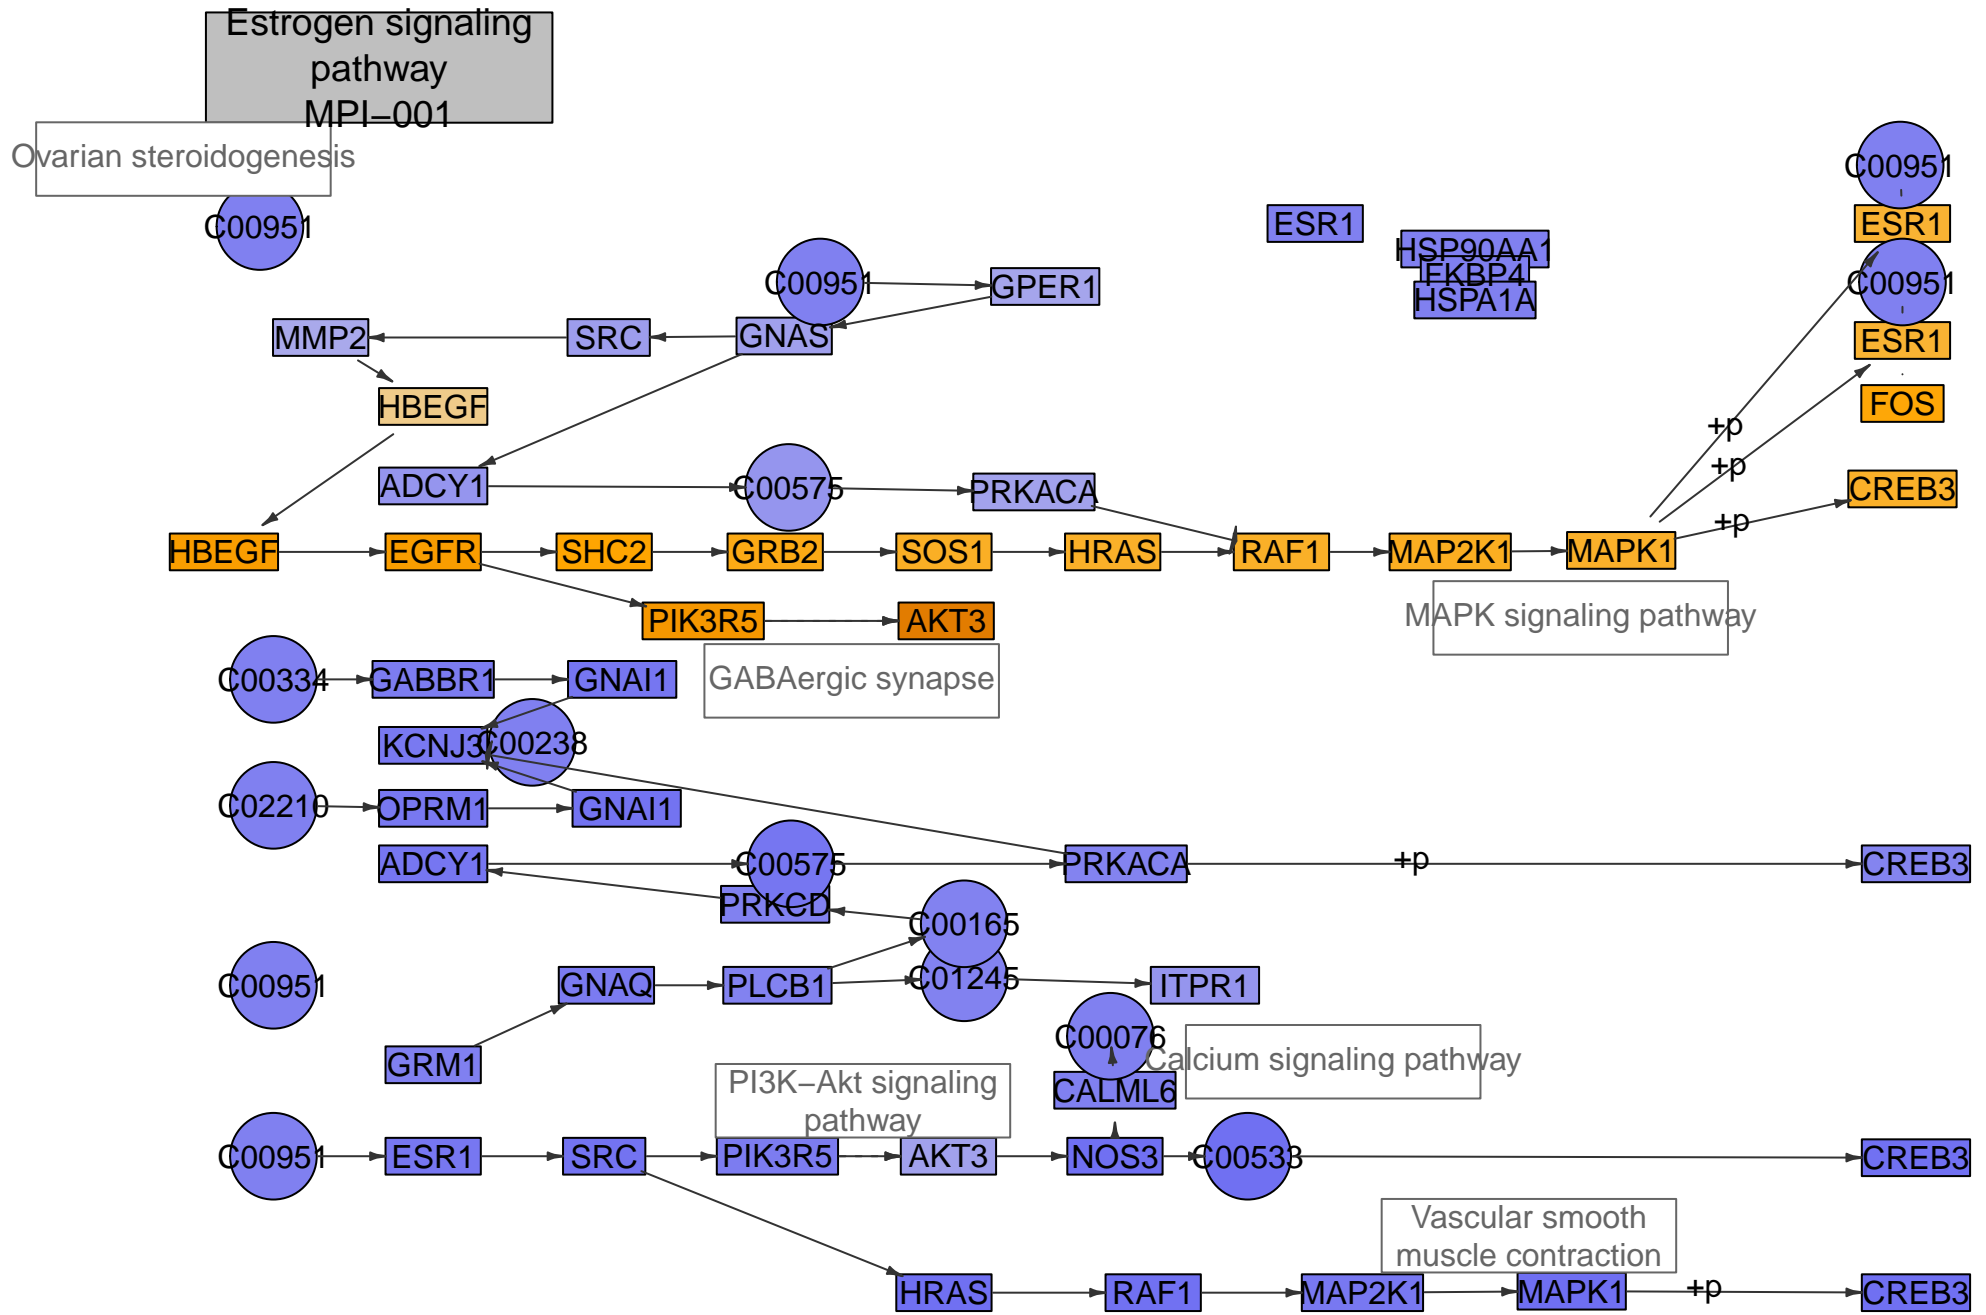 Estrogen signaling
pathway
MPI−001
Ovarian steroidogenesis
C00951
C00951
ESR1
ESR1
HSP90AA1
FKBP4
HSPA1A
C00951
GPER1
C00951
MMP2
SRC
GNAS
ESR1
HBEGF
FOS
+p
+p
ADCY1
C00575
PRKACA
CREB3
+p
HBEGF
EGFR
SHC2
GRB2
SOS1
HRAS
RAF1
MAP2K1
MAPK1
PIK3R5
AKT3
MAPK signaling pathway
C00334
GABBR1
GNAI1
GABAergic synapse
KCNJ3
C00238
C02210
OPRM1
GNAI1
ADCY1
C00575
PRKACA
+p
CREB3
PRKCD
C00165
C00951
GNAQ
PLCB1
C01245
ITPR1
C00076
Calcium signaling pathway
GRM1
PI3K−Akt signaling
pathway
CALML6
C00951
ESR1
SRC
PIK3R5
AKT3
NOS3
C00533
CREB3
Vascular smooth
muscle contraction
HRAS
RAF1
MAP2K1
MAPK1
+p
CREB3